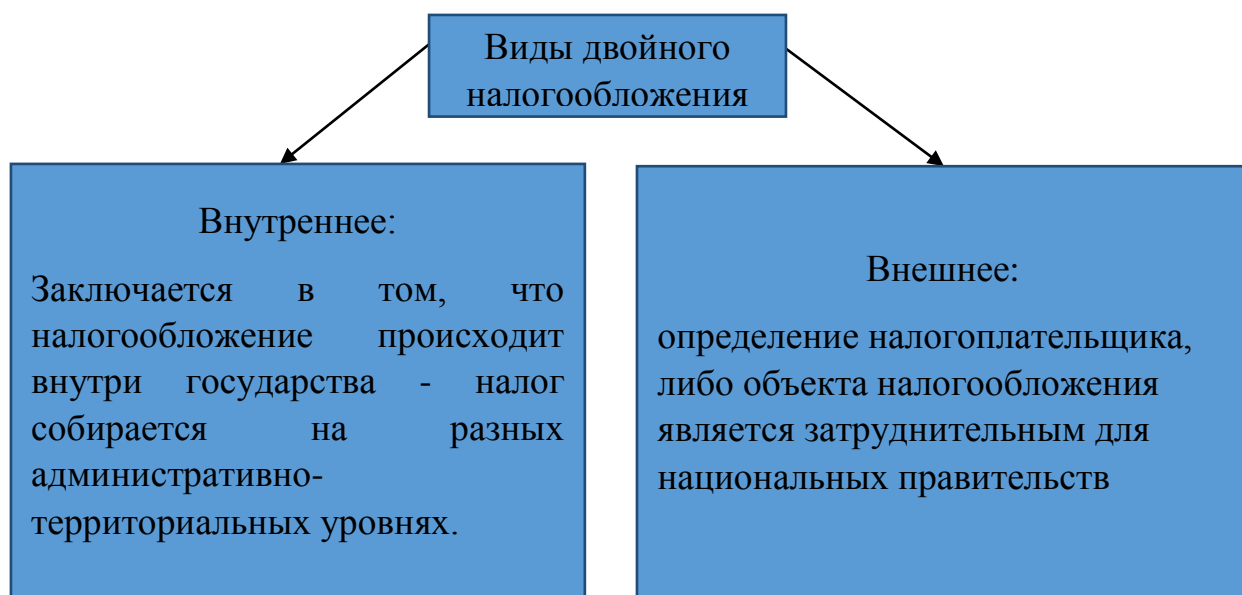 Виды двойного
налогообложения
Внутреннее:
Заключается в том, что
налогообложение происходит
внутри государства - налог
собирается на разных
административно-
территориальных уровнях.
Внешнее:
определение налогоплательщика,
либо объекта налогообложения
является затруднительным для
национальных правительств